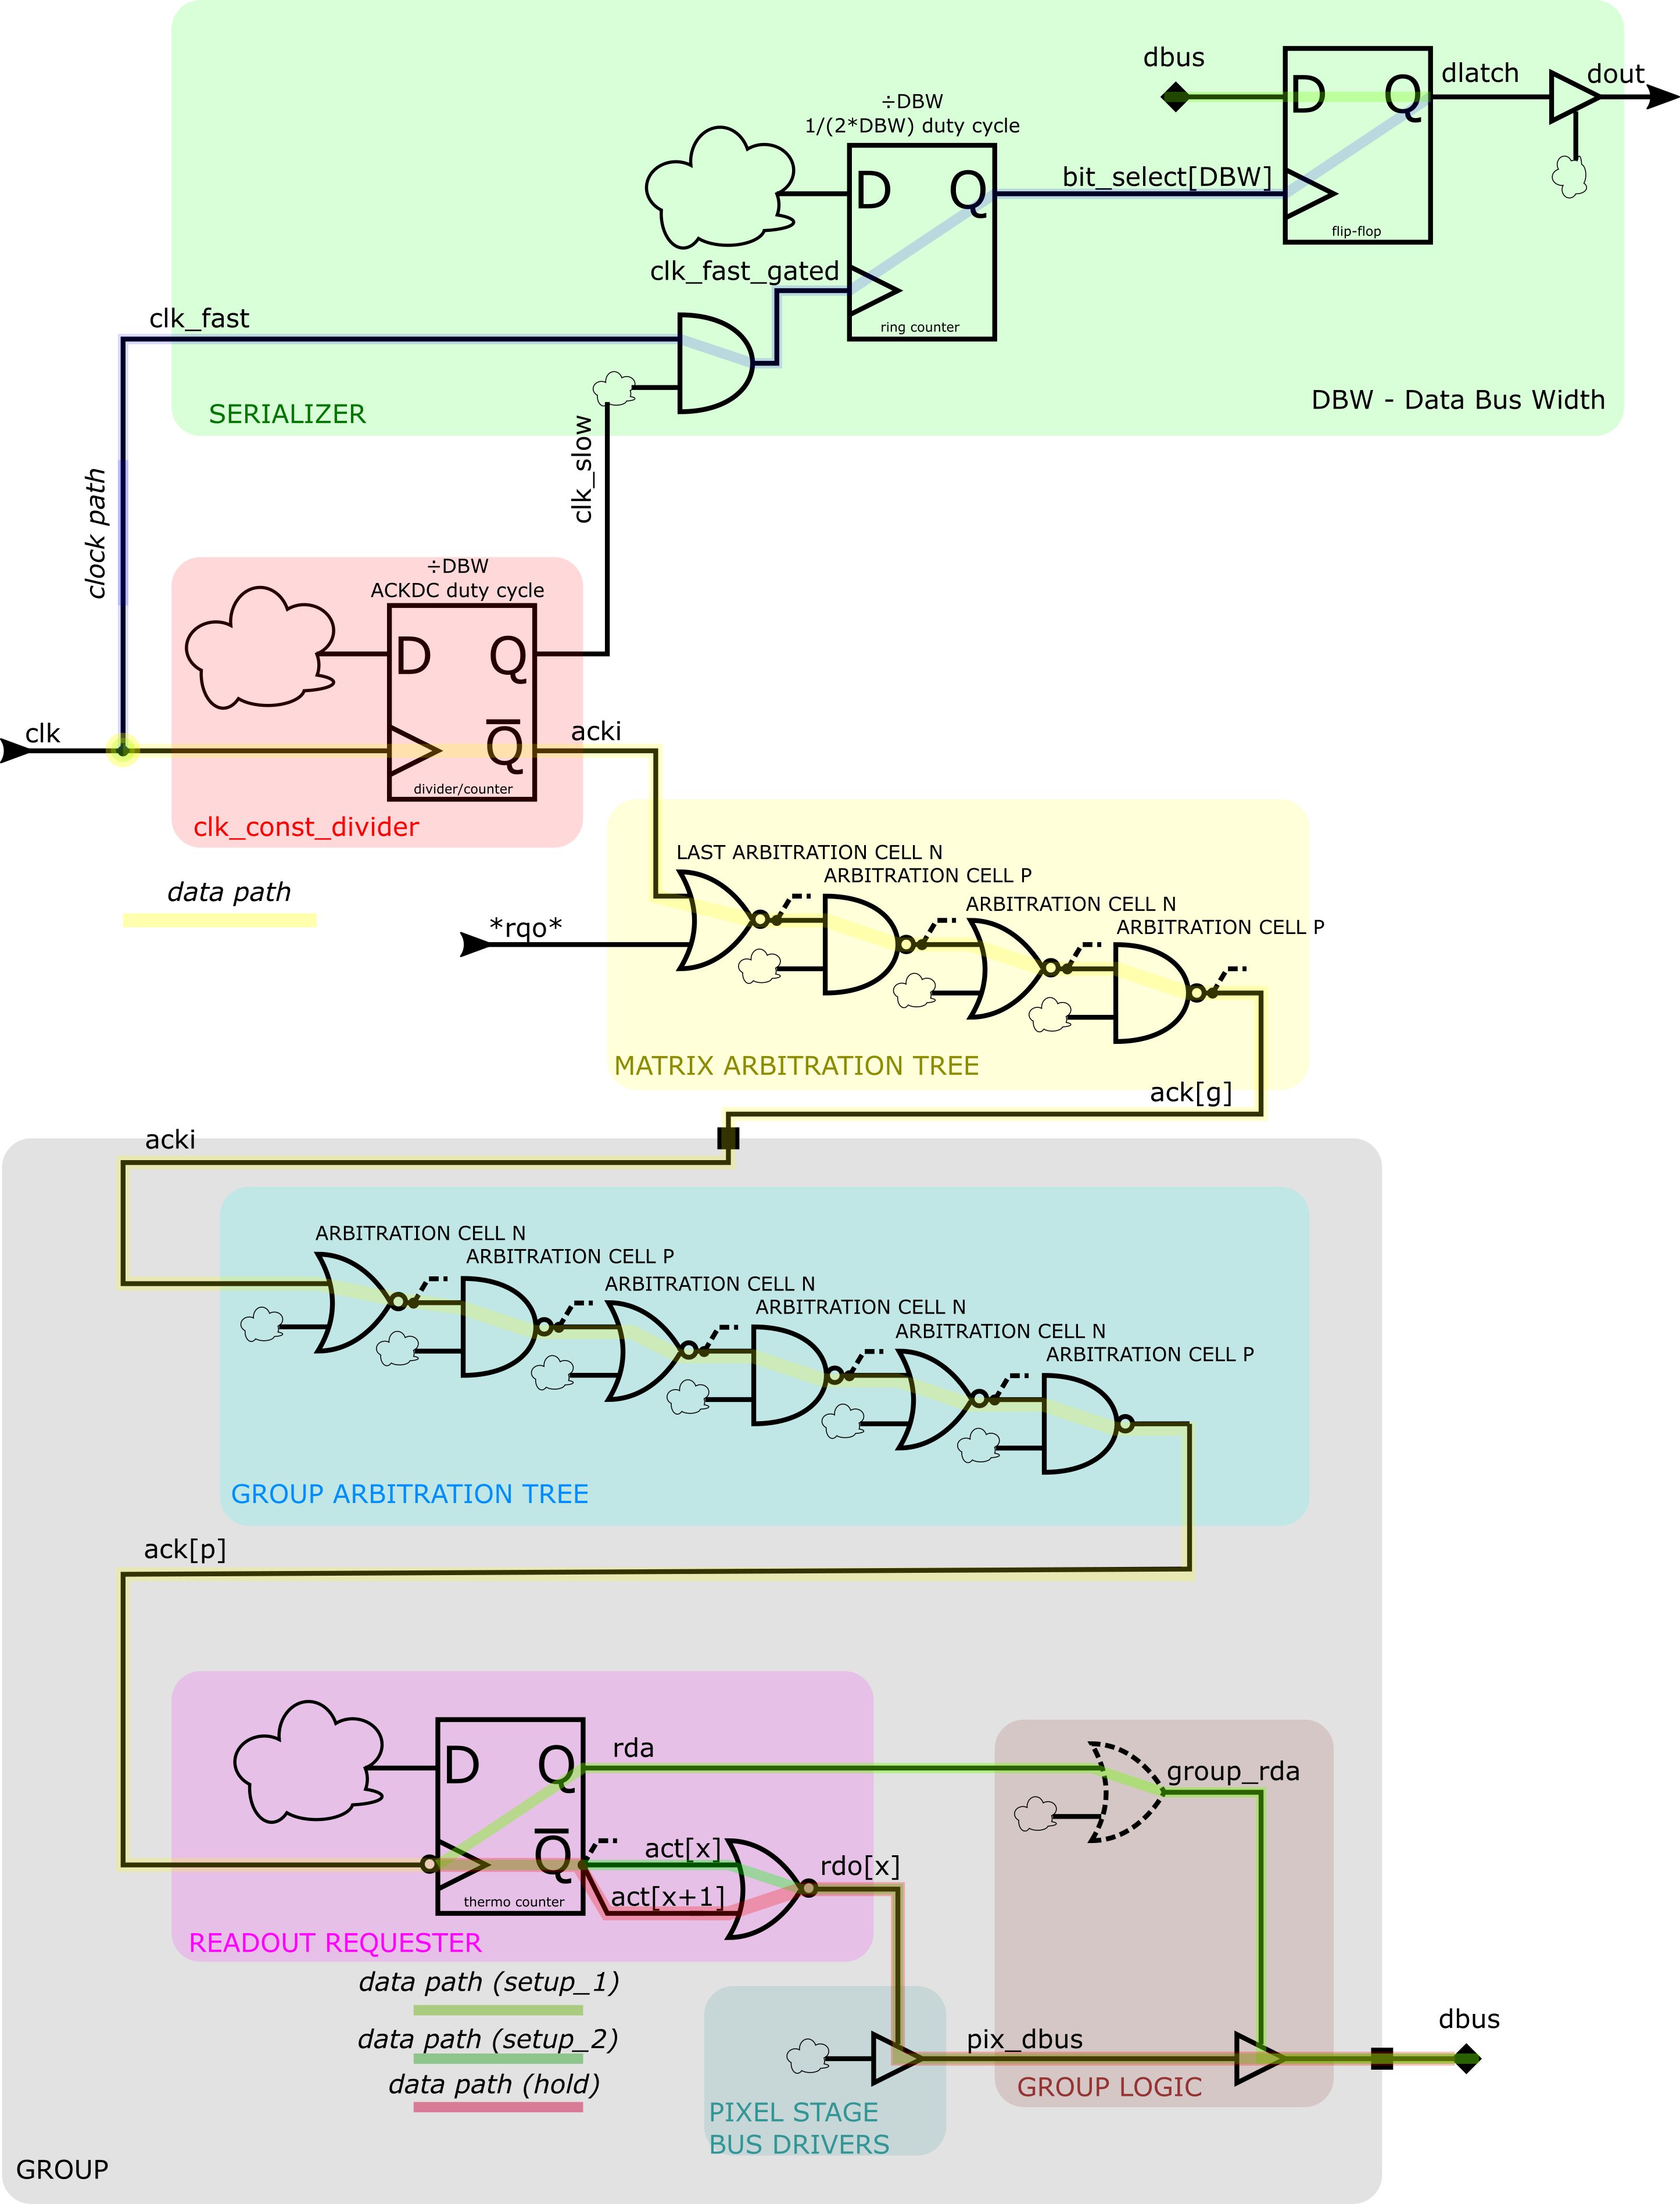 dbus
D
Q
dlatch
dout
÷DBW
1/(2*DBW) duty cycle
D
Q
bit_select[DBW]
flip-flop
clk_fast_gated
ring counter
clk_fast
SERIALIZER
DBW - Data Bus Width
clk_slow
clock path
÷DBW
ACKDC duty cycle
D
Q
clk
Q
acki
divider/counter
clk_const_divider
data path
LAST ARBITRATION CELL N
ARBITRATION CELL P
ARBITRATION CELL N
ARBITRATION CELL P
*rqo*
MATRIX ARBITRATION TREE
ack[g]
acki
ARBITRATION CELL N
ARBITRATION CELL P
ARBITRATION CELL N
ARBITRATION CELL N
ARBITRATION CELL N
ARBITRATION CELL P
GROUP ARBITRATION TREE
ack[p]
D
Q
rda
group_rda
Q
act[x]
rdo[x]
act[x+1]
thermo counter
READOUT REQUESTER
data path (setup_1)
data path (setup_2)
data path (hold)
pix_dbus
dbus
GROUP LOGIC
PIXEL STAGE
BUS DRIVERS
GROUP